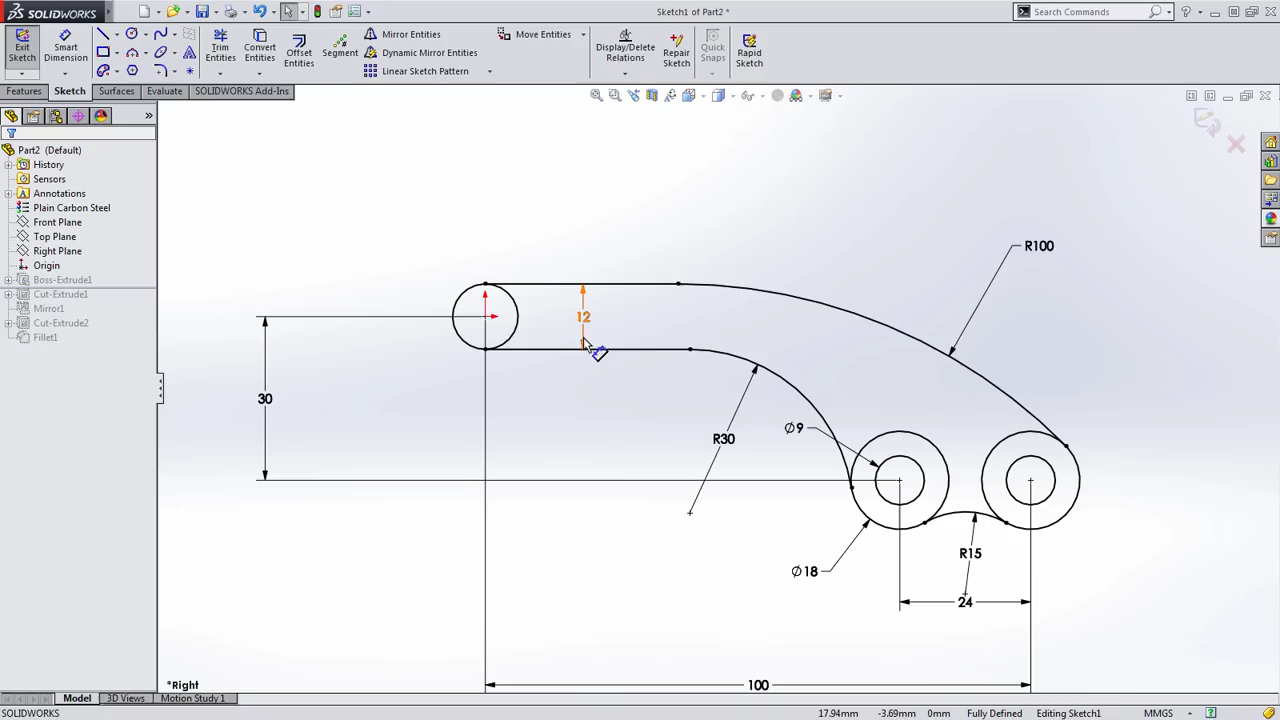 SOLIDWORKS
Sketch1 of Part2 *
Search Commands
Exit Sketch
Smart Dimension
Trim Entities
Convert Entities
Offset Entities
Segment
Mirror Entities
Dynamic Mirror Entities
Linear Sketch Pattern
Move Entities
Display/Delete Relations
Repair Sketch
Quick Snaps
Rapid Sketch
Features
Sketch
Surfaces
Evaluate
SOLIDWORKS Add-Ins
Part2 (Default)
History
Sensors
Annotations
Plain Carbon Steel
Front Plane
Top Plane
Right Plane
Origin
Boss-Extrude1
Cut-Extrude1
Mirror1
Cut-Extrude2
Fillet1
R100
12
30
R30
Ø9
Ø18
R15
24
100
*Right
Model
3D Views
Motion Study 1
SOLIDWORKS
17.94mm
-3.69mm
0mm
Fully Defined
Editing Sketch1
MMGS